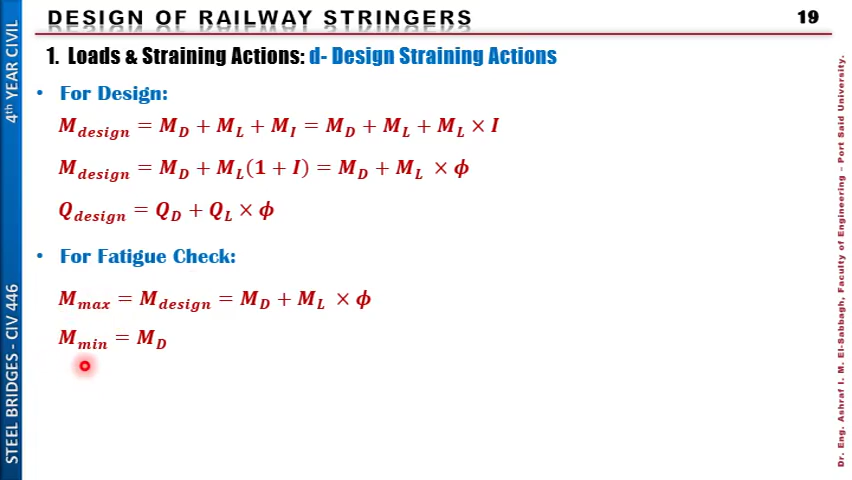 DESIGN OF RAILWAY STRINGERS
19
1. Loads & Straining Actions: d- Design Straining Actions
• For Design:
M_design = M_D + M_L + M_I = M_D + M_L + M_L × I
M_design = M_D + M_L(1 + I) = M_D + M_L × ϕ
Q_design = Q_D + Q_L × ϕ
• For Fatigue Check:
M_max = M_design = M_D + M_L × ϕ
M_min = M_D
4th YEAR CIVIL
STEEL BRIDGES - CIV 446
Dr. Eng. Ashraf I. M. El-Sabbagh, Faculty of Engineering – Port Said University.